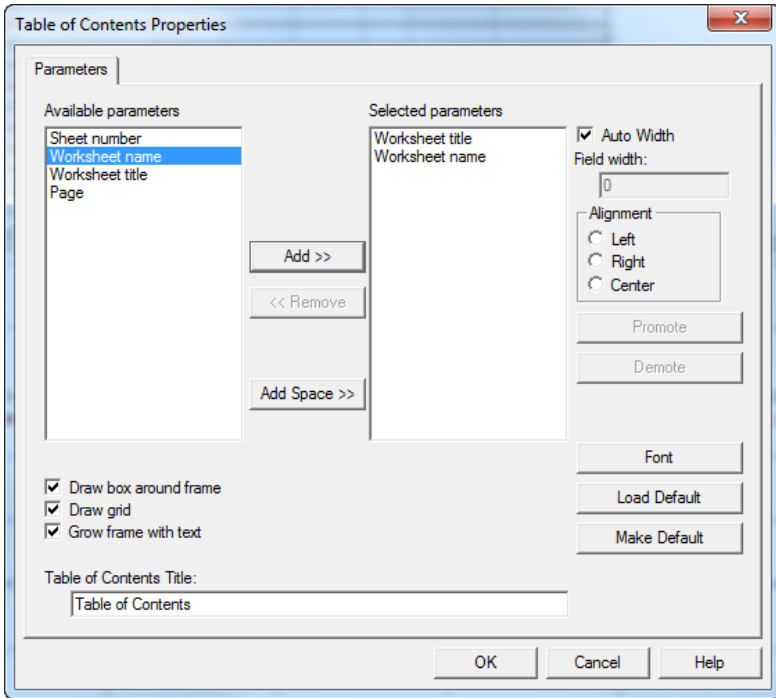 Table of Contents Properties
Parameters
Available parameters
Sheet number
Worksheet name
Worksheet title
Page
Add >>
<< Remove
Add Space >>
Selected parameters
Worksheet title
Worksheet name
Auto Width
Field width:
0
Alignment
Left
Right
Center
Promote
Demote
Font
Load Default
Make Default
Draw box around frame
Draw grid
Grow frame with text
Table of Contents Title:
Table of Contents
OK
Cancel
Help